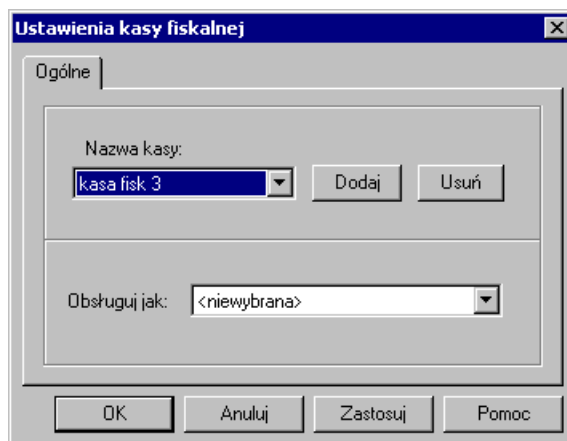 Ustawienia kasy fiskalnej
Ogólne
Nazwa kasy:
kasa fisk 3
Dodaj
Usuń
Obsługuj jak:
<niewybrana>
OK
Anuluj
Zastosuj
Pomoc